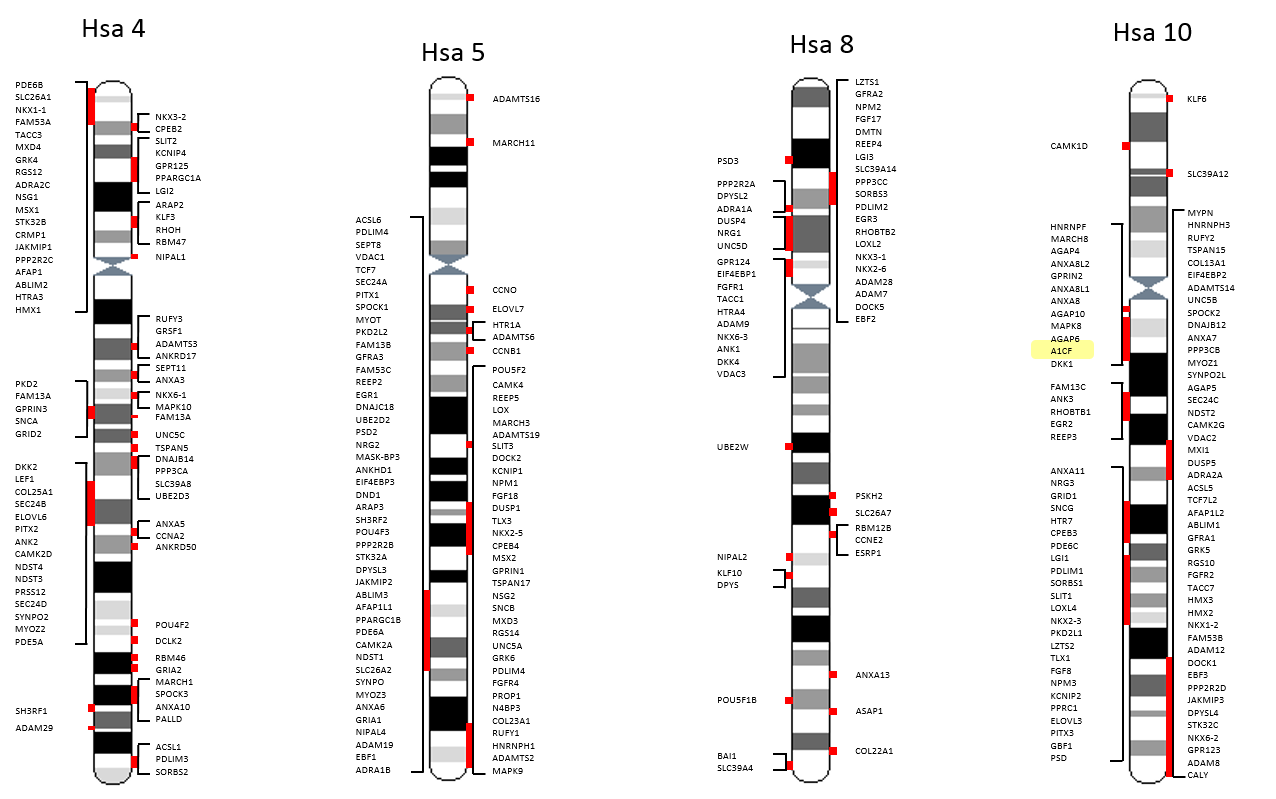 Hsa 4
PDE6B
SLC26A1
NKX1-1
FAM53A
TACC3
MXD4
GRK4
RGS12
ADRA2C
NSG1
MSX1
STK32B
CRMP1
JAKMIP1
PPP2R2C
AFAP1
ABLIM2
HTRA3
HMX1
PKD2
FAM13A
GPRIN3
SNCA
GRID2
DKK2
LEF1
COL25A1
SEC24B
ELOVL6
PITX2
ANK2
CAMK2D
NDST4
NDST3
PRSS12
SEC24D
SYNPO2
MYOZ2
PDE5A
SH3RF1
ADAM29
NKX3-2
CPEB2
SLIT2
KCNIP4
GPR125
PPARGC1A
LGI2
ARAP2
KLF3
RHOH
RBM47
NIPAL1
RUFY3
GRSF1
ADAMTS3
ANKRD17
SEPT11
ANXA3
NKX6-1
MAPK10
FAM13A
UNC5C
TSPAN5
DNAJB14
PPP3CA
SLC39A8
UBE2D3
ANXA5
CCNA2
ANKRD50
POU4F2
DCLK2
RBM46
GRIA2
MARCH1
SPOCK3
ANXA10
PALLD
ACSL1
PDLIM3
SORBS2
Hsa 5
ACSL6
PDLIM4
SEPT8
VDAC1
TCF7
SEC24A
PITX1
SPOCK1
MYOT
PKD2L2
FAM13B
GFRA3
FAM53C
REEP2
EGR1
DNAJC18
UBE2D2
PSD2
NRG2
MASK-BP3
ANKHD1
EIF4EBP3
DND1
ARAP3
SH3RF2
POU4F3
PPP2R2B
STK32A
DPYSL3
JAKMIP2
ABLIM3
AFAP1L1
PPARGC1B
PDE6A
CAMK2A
NDST1
SLC26A2
SYNPO
MYOZ3
ANXA6
GRIA1
NIPAL4
ADAM19
EBF1
ADRA1B
ADAMTS16
MARCH11
CCNO
ELOVL7
HTR1A
ADAMTS6
CCNB1
POU5F2
CAMK4
REEP5
LOX
MARCH3
ADAMTS19
SLIT3
DOCK2
KCNIP1
NPM1
FGF18
DUSP1
TLX3
NKX2-5
CPEB4
MSX2
GPRIN1
TSPAN17
NSG2
SNCB
MXD3
RGS14
UNC5A
GRK6
PDLIM4
FGFR4
PROP1
N4BP3
COL23A1
RUFY1
HNRNPH1
ADAMTS2
MAPK9
Hsa 8
PSD3
PPP2R2A
DPYSL2
ADRA1A
DUSP4
NRG1
UNC5D
GPR124
EIF4EBP1
FGFR1
TACC1
HTRA4
ADAM9
NKX6-3
ANK1
DKK4
VDAC3
UBE2W
NIPAL2
KLF10
DPYS
POU5F1B
BAI1
SLC39A4
LZTS1
GFRA2
NPM2
FGF17
DMTN
REEP4
LGI3
SLC39A14
PPP3CC
SORBS3
PDLIM2
EGR3
RHOBTB2
LOXL2
NKX3-1
NKX2-6
ADAM28
ADAM7
DOCK5
EBF2
PSKH2
SLC26A7
RBM12B
CCNE2
ESRP1
ANXA13
ASAP1
COL22A1
Hsa 10
CAMK1D
HNRNPF
MARCH8
AGAP4
ANXA8L2
GPRIN2
ANXA8L1
ANXA8
AGAP10
MAPK8
AGAP6
A1CF
DKK1
FAM13C
ANK3
RHOBTB1
EGR2
REEP3
ANXA11
NRG3
GRID1
SNCG
HTR7
CPEB3
PDE6C
LGI1
PDLIM1
SORBS1
SLIT1
LOXL4
NKX2-3
PKD2L1
LZTS2
TLX1
FGF8
NPM3
KCNIP2
PPRC1
ELOVL3
PITX3
GBF1
PSD
KLF6
SLC39A12
MYPN
HNRNPH3
RUFY2
TSPAN15
COL13A1
EIF4EBP2
ADAMTS14
UNC5B
SPOCK2
DNAJB12
ANXA7
PPP3CB
MYOZ1
SYNPO2L
AGAP5
SEC24C
NDST2
CAMK2G
VDAC2
MXI1
DUSP5
ADRA2A
ACSL5
TCF7L2
AFAP1L2
ABLIM1
GFRA1
GRK5
RGS10
FGFR2
TACC7
HMX3
HMX2
NKX1-2
FAM53B
ADAM12
DOCK1
EBF3
PPP2R2D
JAKMIP3
DPYSL4
STK32C
NKX6-2
GPR123
ADAM8
CALY